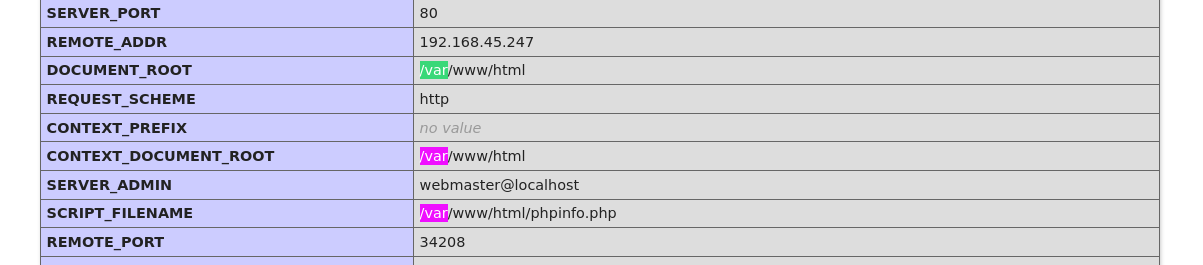 SERVER_PORT 80
REMOTE_ADDR 192.168.45.247
DOCUMENT_ROOT /var/www/html
REQUEST_SCHEME http
CONTEXT_PREFIX no value
CONTEXT_DOCUMENT_ROOT /var/www/html
SERVER_ADMIN webmaster@localhost
SCRIPT_FILENAME /var/www/html/phpinfo.php
REMOTE_PORT 34208